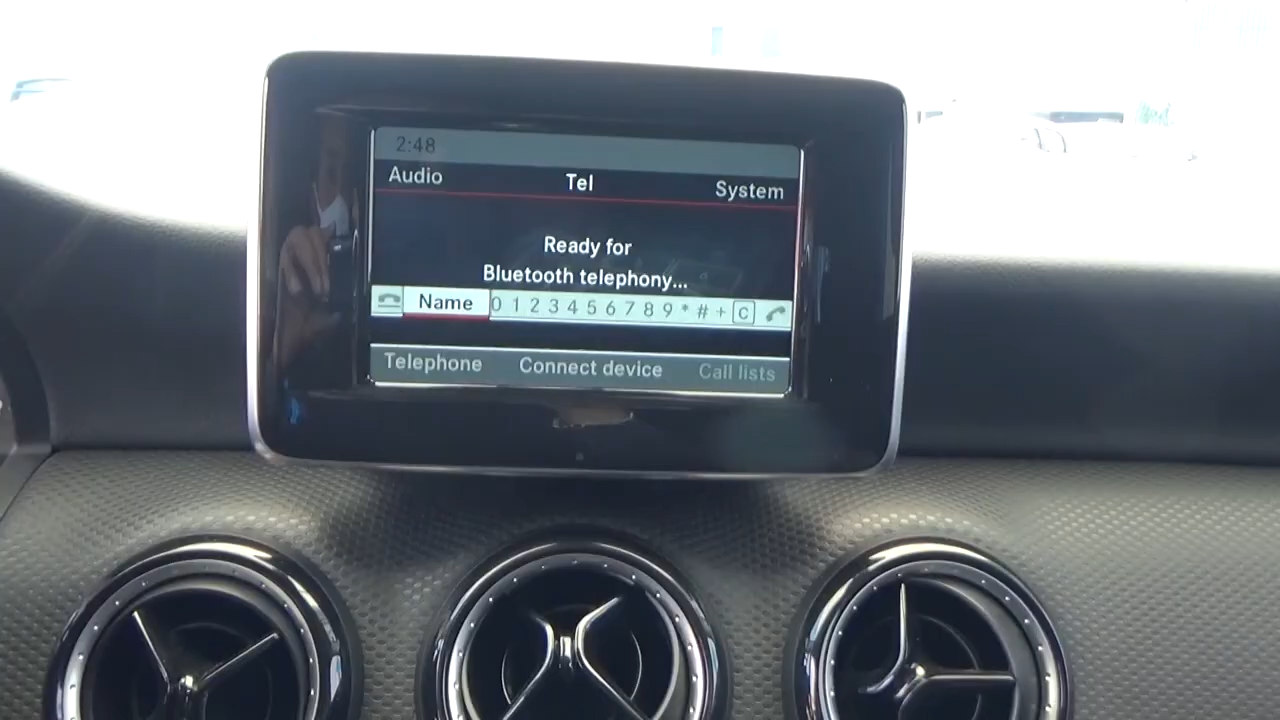 2:48
Audio Tel System
Ready for
Bluetooth telephony...
Name 0 1 2 3 4 5 6 7 8 9 * # + C
Telephone Connect device Call lists